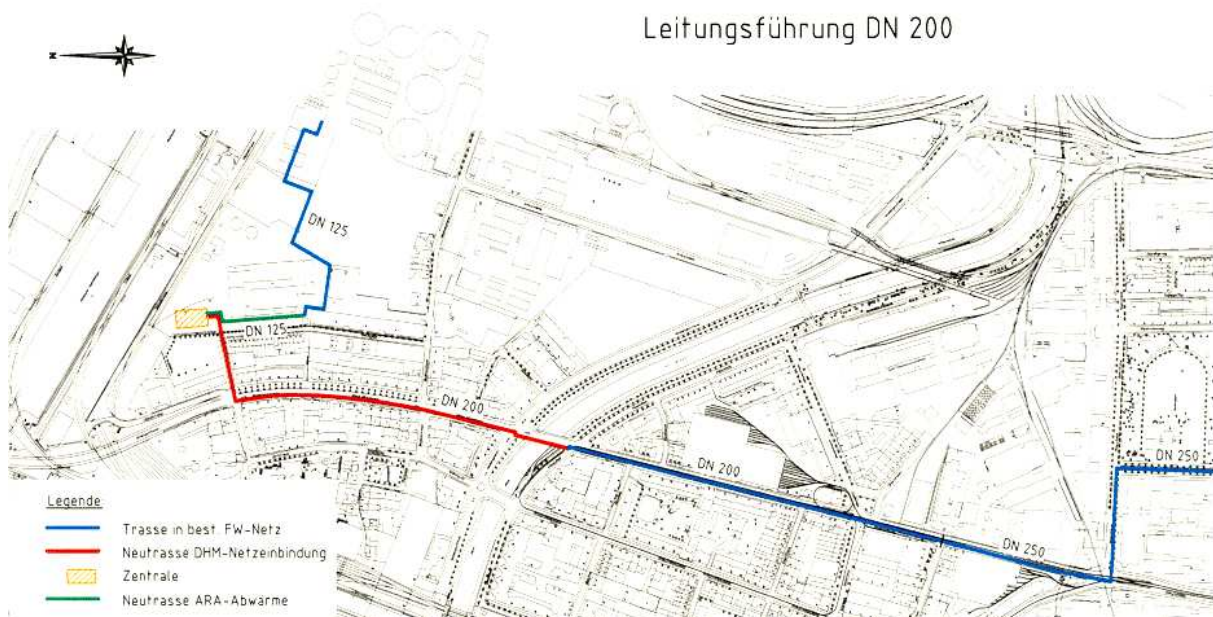 Leitungsführung DN 200
N
DN 125
DN 125
DN 200
DN 200
DN 250
DN 250
F
Legende
Trasse in best. FW-Netz
Neutrasse DHM-Netzeinbindung
Zentrale
Neutrasse ARA-Abwärme